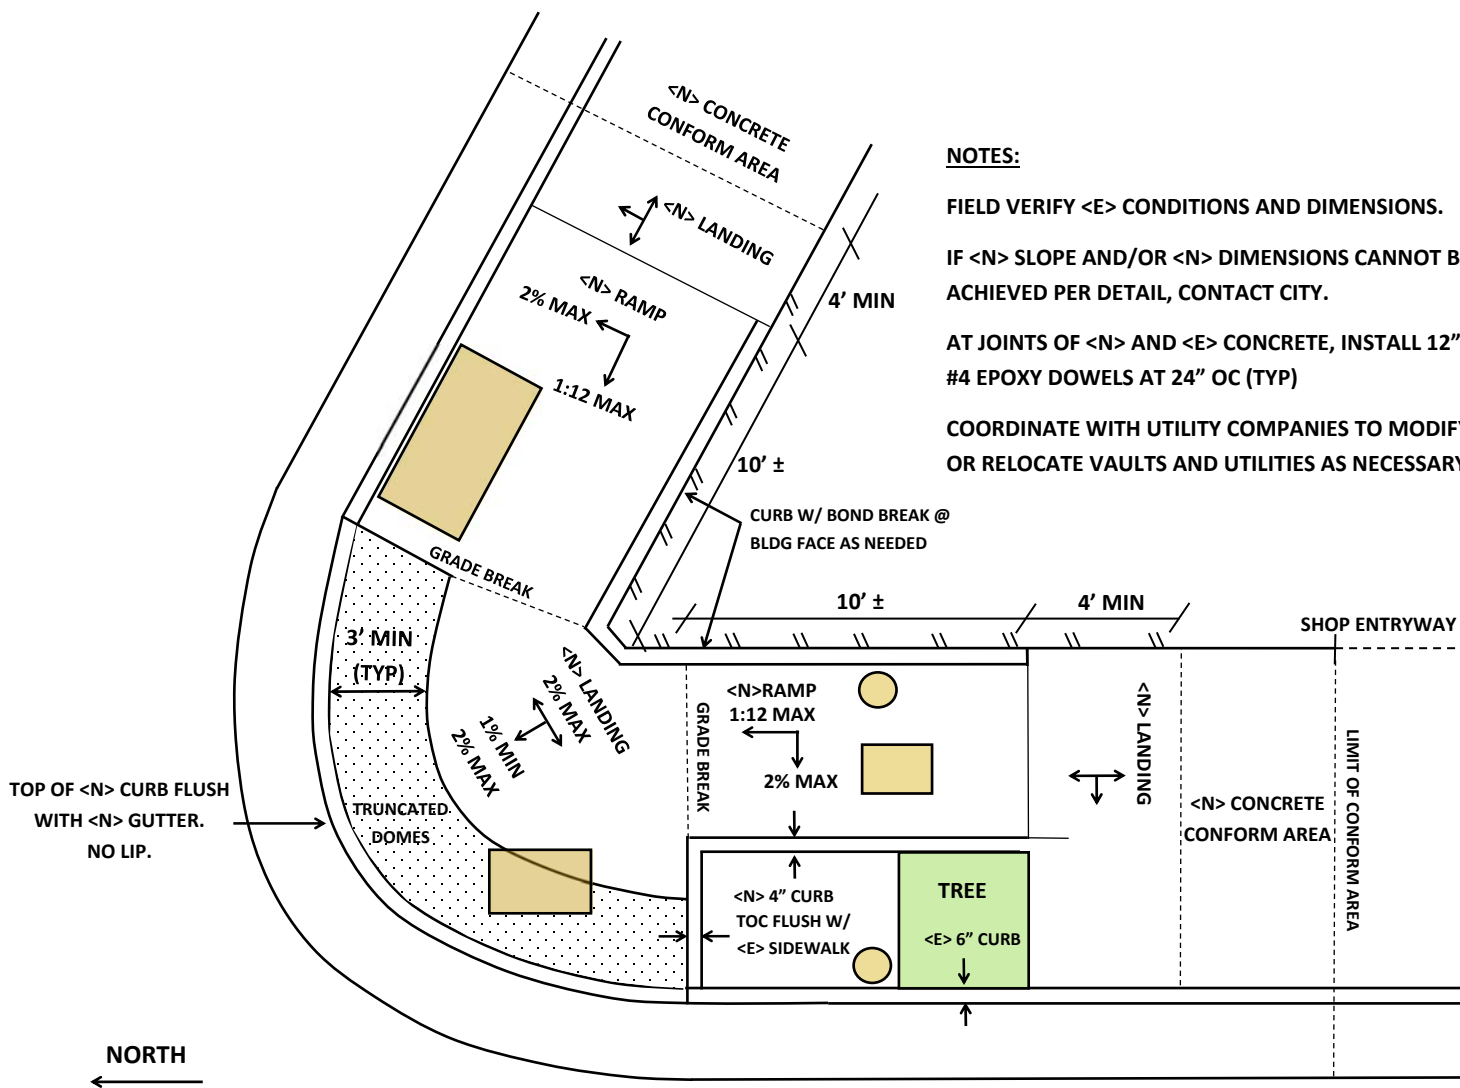 <N> CONCRETE
CONFORM AREA
<N> LANDING
<N> RAMP
2% MAX
1:12 MAX
4’ MIN
10’ ±
NOTES:
FIELD VERIFY <E> CONDITIONS AND DIMENSIONS.
IF <N> SLOPE AND/OR <N> DIMENSIONS CANNOT B
ACHIEVED PER DETAIL, CONTACT CITY.
AT JOINTS OF <N> AND <E> CONCRETE, INSTALL 12”
#4 EPOXY DOWELS AT 24” OC (TYP)
COORDINATE WITH UTILITY COMPANIES TO MODIFY
OR RELOCATE VAULTS AND UTILITIES AS NECESSARY
CURB W/ BOND BREAK @
BLDG FACE AS NEEDED
GRADE BREAK
10’ ±
4’ MIN
SHOP ENTRYWAY
3’ MIN
(TYP)
<N> LANDING
2% MAX
1% MIN
2% MAX
TRUNCATED
DOMES
TOP OF <N> CURB FLUSH
WITH <N> GUTTER.
NO LIP.
GRADE BREAK
<N>RAMP
1:12 MAX
2% MAX
<N> LANDING
<N> CONCRETE
CONFORM AREA
LIMIT OF CONFORM AREA
<N> 4” CURB
TOC FLUSH W/
<E> SIDEWALK
TREE
<E> 6” CURB
NORTH